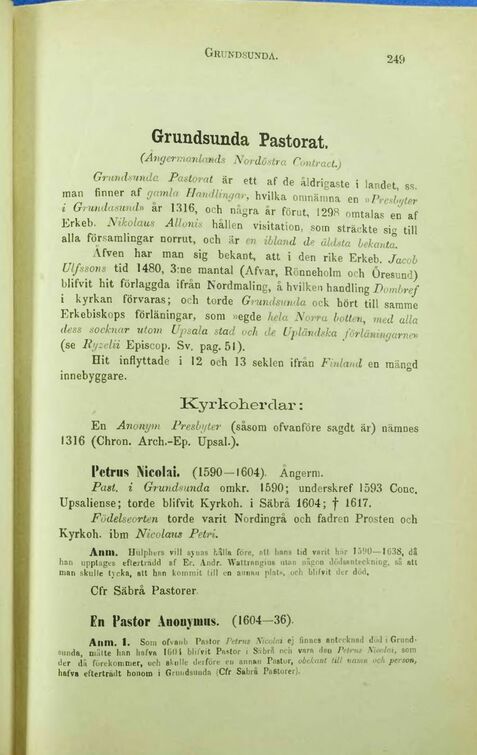 GRUNDSUNDA.
249
Grundsunda Pastorat.
(Ångermanlands Nordöstra Contract.)
Grundsunda Pastorat är ett af de åldrigaste i landet, ss.
man finner af gamla Handlingar, hvilka omnämna en »Presbyter
i Grundasund» år 1316, och några år förut, 1298 omtalas en af
Erkeb. Nikolaus Allonis hållen visitation, som sträckte sig till
alla församlingar norrut, och är en ibland de äldsta bekanta.
Äfven har man sig bekant, att i den rike Erkeb. Jacob
Ulfssons tid 1480, 3:ne mantal (Afvar, Rönneholm och Öresund)
blifvit hit förlaggda ifrån Nordmaling, å hvilken handling Dombref
i kyrkan förvaras; och torde Grundsunda ock hört till samme
Erkebiskops förläningar, som »egde hela Norra botten, med alla
dess socknar utom Upsala stad och de Upländska förläningarne»
(se Ryzelii Episcop. Sv. pag. 51).
Hit inflyttade i 12 och 13 seklen ifrån Finland en mängd
innebyggare.
Kyrkoherdar:
En Anonym Presbyter (såsom ofvanföre sagdt är) nämnes
1316 (Chron. Arch.-Ep. Upsal.).
Petrus Nicolai. (1590—1604). Ångerm.
Past. i Grundsunda omkr. 1590; underskref 1593 Conc.
Upsaliense; torde blifvit Kyrkoh. i Säbrå 1604; † 1617.
Födelseorten torde varit Nordingrå och fadren Prosten och
Kyrkoh. ibm Nicolaus Petri.
Anm. Hulphers vill synas hålla före, att hans tid varit här 1590—1638, då
han upptages efterträdd af Er. Andr. Wattrangius utan någon dödsanteckning, så att
man skulle tycka, att han kommit till en annan plats, och blifvit der död.
Cfr Säbrå Pastorer
En Pastor Anonymus. (1604—36).
Anm. 1. Som ofvanb Pastor Petrus Nicolai ej finnes antecknad död i Grund-
sunda, måtte han hafva 1604 blifvit Pastor i Säbrå och vara den Petrus Nicolai, som
der då förekommer, och skulle derföre en annan Pastor, obekant till namn och person,
hafva efterträdt honom i Grundsunda (Cfr Säbrå Pastorer).